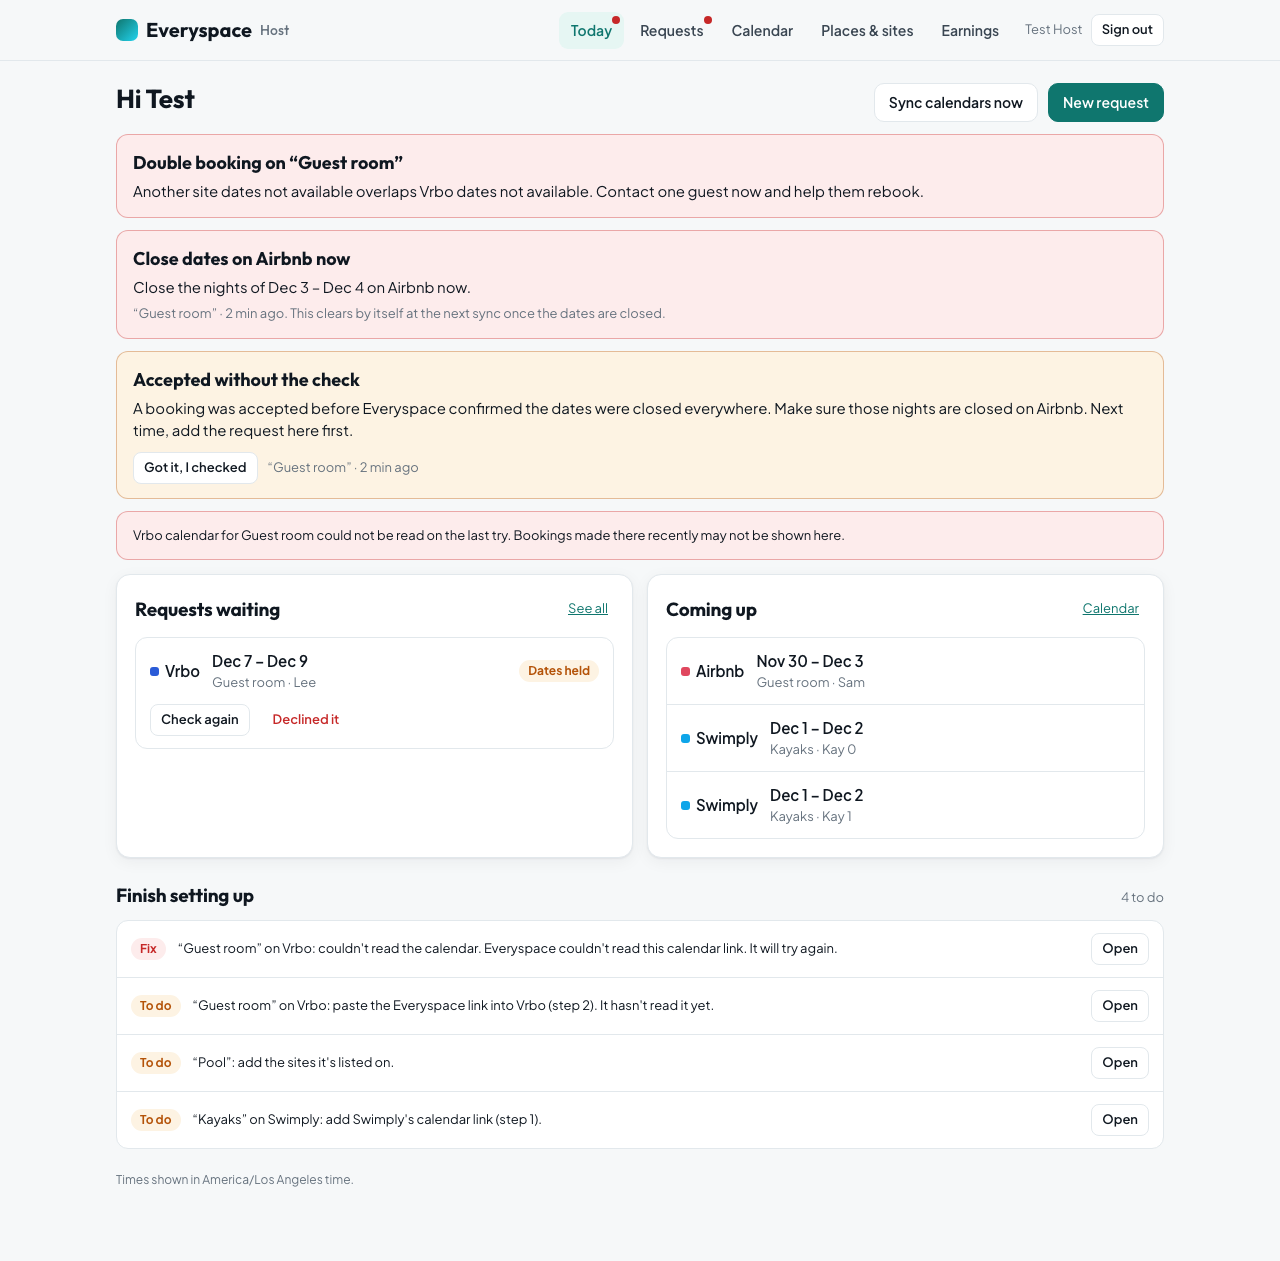 Everyspace Host
Today
Requests
Calendar
Places & sites
Earnings
Test Host
Sign out
Hi Test
Sync calendars now
New request
Double booking on “Guest room”
Another site dates not available overlaps Vrbo dates not available. Contact one guest now and help them rebook.
Close dates on Airbnb now
Close the nights of Dec 3 – Dec 4 on Airbnb now.
“Guest room” · 2 min ago. This clears by itself at the next sync once the dates are closed.
Accepted without the check
A booking was accepted before Everyspace confirmed the dates were closed everywhere. Make sure those nights are closed on Airbnb. Next
time, add the request here first.
Got it, I checked
“Guest room” · 2 min ago
Vrbo calendar for Guest room could not be read on the last try. Bookings made there recently may not be shown here.
Requests waiting
See all
Vrbo
Dec 7 – Dec 9
Guest room · Lee
Dates held
Check again
Declined it
Coming up
Calendar
Airbnb
Nov 30 – Dec 3
Guest room · Sam
Swimply
Dec 1 – Dec 2
Kayaks · Kay 0
Swimply
Dec 1 – Dec 2
Kayaks · Kay 1
Finish setting up
4 to do
Fix
“Guest room” on Vrbo: couldn't read the calendar. Everyspace couldn't read this calendar link. It will try again.
Open
To do
“Guest room” on Vrbo: paste the Everyspace link into Vrbo (step 2). It hasn't read it yet.
Open
To do
“Pool”: add the sites it's listed on.
Open
To do
“Kayaks” on Swimply: add Swimply's calendar link (step 1).
Open
Times shown in America/Los Angeles time.